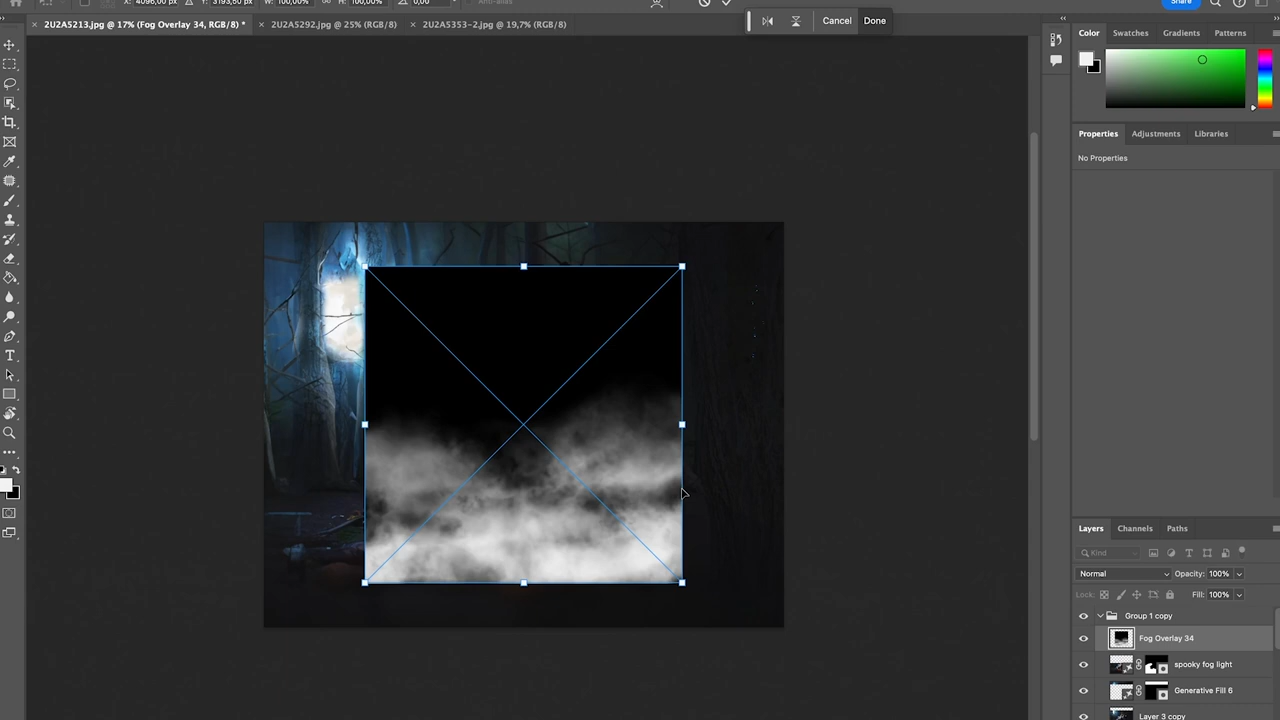 4096,00 px 3193,50 px W: 100,00% H: 100,00% 0,00 Anti-alias
Cancel Done
Share
2U2A5213.jpg @ 17% (Fog Overlay 34, RGB/8) *
2U2A5292.jpg @ 25% (RGB/8)
2U2A5353-2.jpg @ 19,7% (RGB/8)
Color Swatches Gradients Patterns
Properties Adjustments Libraries
No Properties
Layers Channels Paths
Kind
Normal Opacity: 100%
Lock: Fill: 100%
Group 1 copy
Fog Overlay 34
spooky fog light
Generative Fill 6
Layer 3 copy